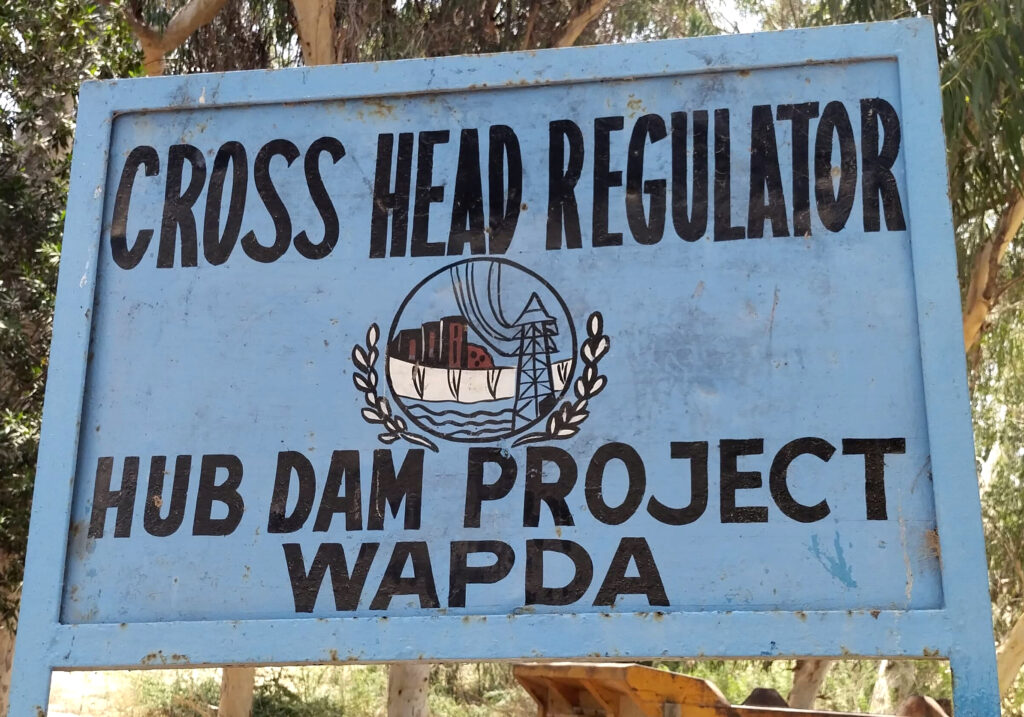 CROSS HEAD REGULATOR
HUB DAM PROJECT
WAPDA